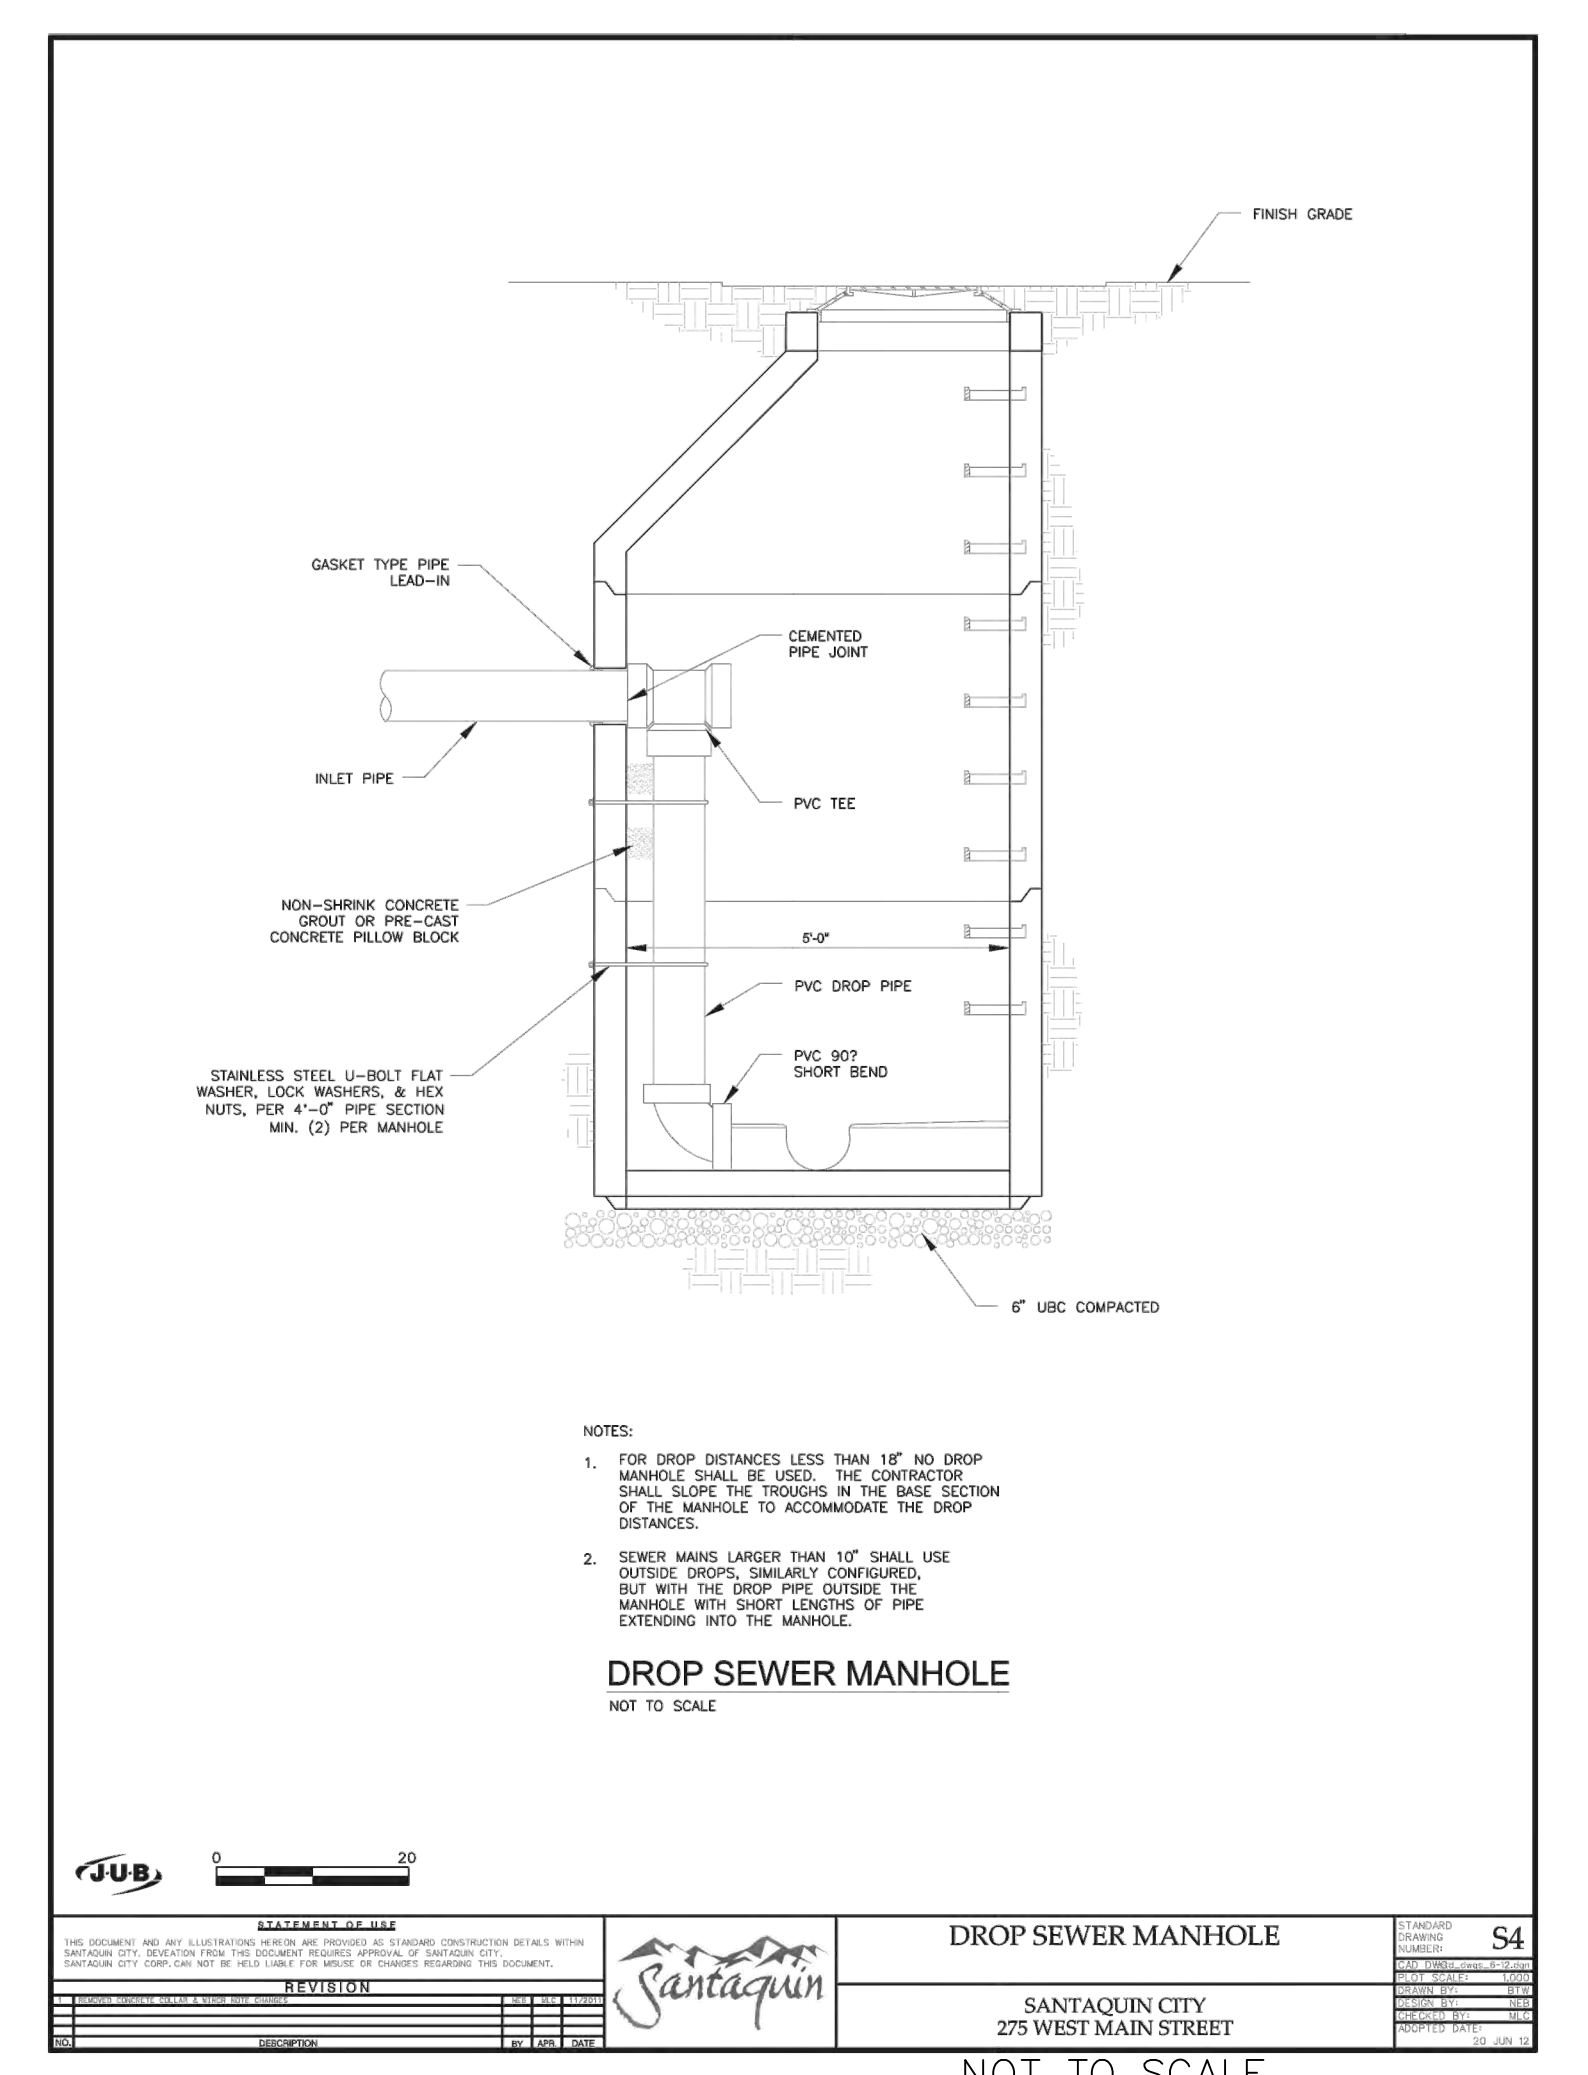 FINISH GRADE
GASKET TYPE PIPE
LEAD-IN
CEMENTED
PIPE JOINT
INLET PIPE
PVC TEE
NON-SHRINK CONCRETE
GROUT OR PRE-CAST
CONCRETE PILLOW BLOCK
5'-0"
PVC DROP PIPE
PVC 90?
SHORT BEND
STAINLESS STEEL U-BOLT FLAT
WASHER, LOCK WASHERS, & HEX
NUTS, PER 4'-0" PIPE SECTION
MIN. (2) PER MANHOLE
6" UBC COMPACTED
NOTES:
1. FOR DROP DISTANCES LESS THAN 18" NO DROP
MANHOLE SHALL BE USED. THE CONTRACTOR
SHALL SLOPE THE TROUGHS IN THE BASE SECTION
OF THE MANHOLE TO ACCOMMODATE THE DROP
DISTANCES.
2. SEWER MAINS LARGER THAN 10" SHALL USE
OUTSIDE DROPS, SIMILARLY CONFIGURED,
BUT WITH THE DROP PIPE OUTSIDE THE
MANHOLE WITH SHORT LENGTHS OF PIPE
EXTENDING INTO THE MANHOLE.
DROP SEWER MANHOLE
NOT TO SCALE
J·U·B
0 20
STATEMENT OF USE
THIS DOCUMENT AND ANY ILLUSTRATIONS HEREON ARE PROVIDED AS STANDARD CONSTRUCTION DETAILS WITHIN
SANTAQUIN CITY. DEVEATION FROM THIS DOCUMENT REQUIRES APPROVAL OF SANTAQUIN CITY.
SANTAQUIN CITY CORP. CAN NOT BE HELD LIABLE FOR MISUSE OR CHANGES REGARDING THIS DOCUMENT.
REVISION
1 REMOVED CONCRETE COLLAR & MINOR NOTE CHANGES NEB MLC 11/2011
NO. DESCRIPTION BY APR. DATE
Santaquin
DROP SEWER MANHOLE
SANTAQUIN CITY
275 WEST MAIN STREET
STANDARD
DRAWING
NUMBER: S4
CAD DWG:
PLOT SCALE: 1.000
DRAWN BY: BTW
DESIGN BY: NEB
CHECKED BY: MLC
ADOPTED DATE:
20 JUN 12
NOT TO SCALE